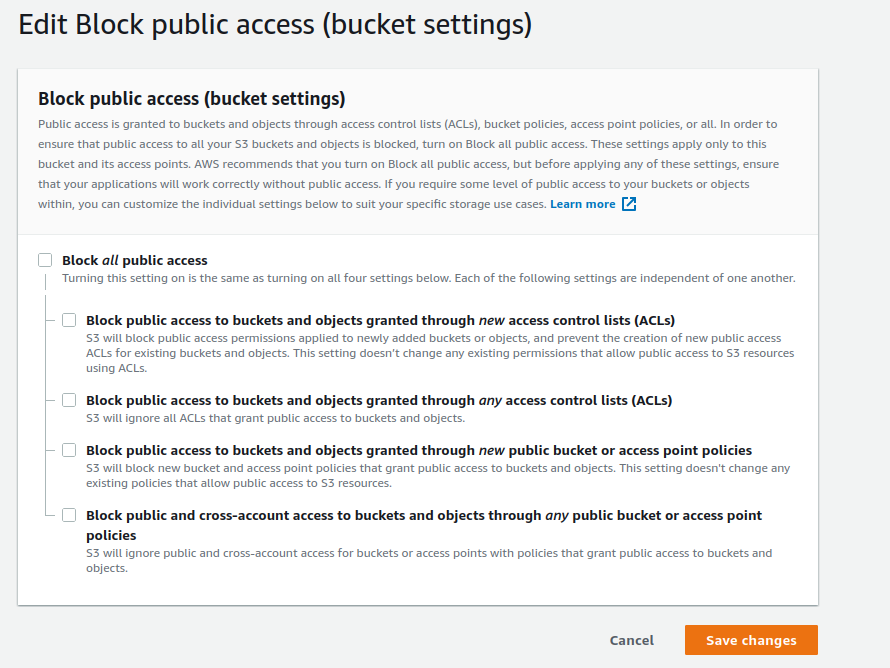 Edit Block public access (bucket settings)
Block public access (bucket settings)
Public access is granted to buckets and objects through access control lists (ACLs), bucket policies, access point policies, or all. In order to
ensure that public access to all your S3 buckets and objects is blocked, turn on Block all public access. These settings apply only to this
bucket and its access points. AWS recommends that you turn on Block all public access, but before applying any of these settings, ensure
that your applications will work correctly without public access. If you require some level of public access to your buckets or objects
within, you can customize the individual settings below to suit your specific storage use cases. Learn more
Block all public access
Turning this setting on is the same as turning on all four settings below. Each of the following settings are independent of one another.
Block public access to buckets and objects granted through new access control lists (ACLs)
S3 will block public access permissions applied to newly added buckets or objects, and prevent the creation of new public access
ACLs for existing buckets and objects. This setting doesn't change any existing permissions that allow public access to S3 resources
using ACLs.
Block public access to buckets and objects granted through any access control lists (ACLs)
S3 will ignore all ACLs that grant public access to buckets and objects.
Block public access to buckets and objects granted through new public bucket or access point policies
S3 will block new bucket and access point policies that grant public access to buckets and objects. This setting doesn't change any
existing policies that allow public access to S3 resources.
Block public and cross-account access to buckets and objects through any public bucket or access point
policies
S3 will ignore public and cross-account access for buckets or access points with policies that grant public access to buckets and
objects.
Cancel
Save changes